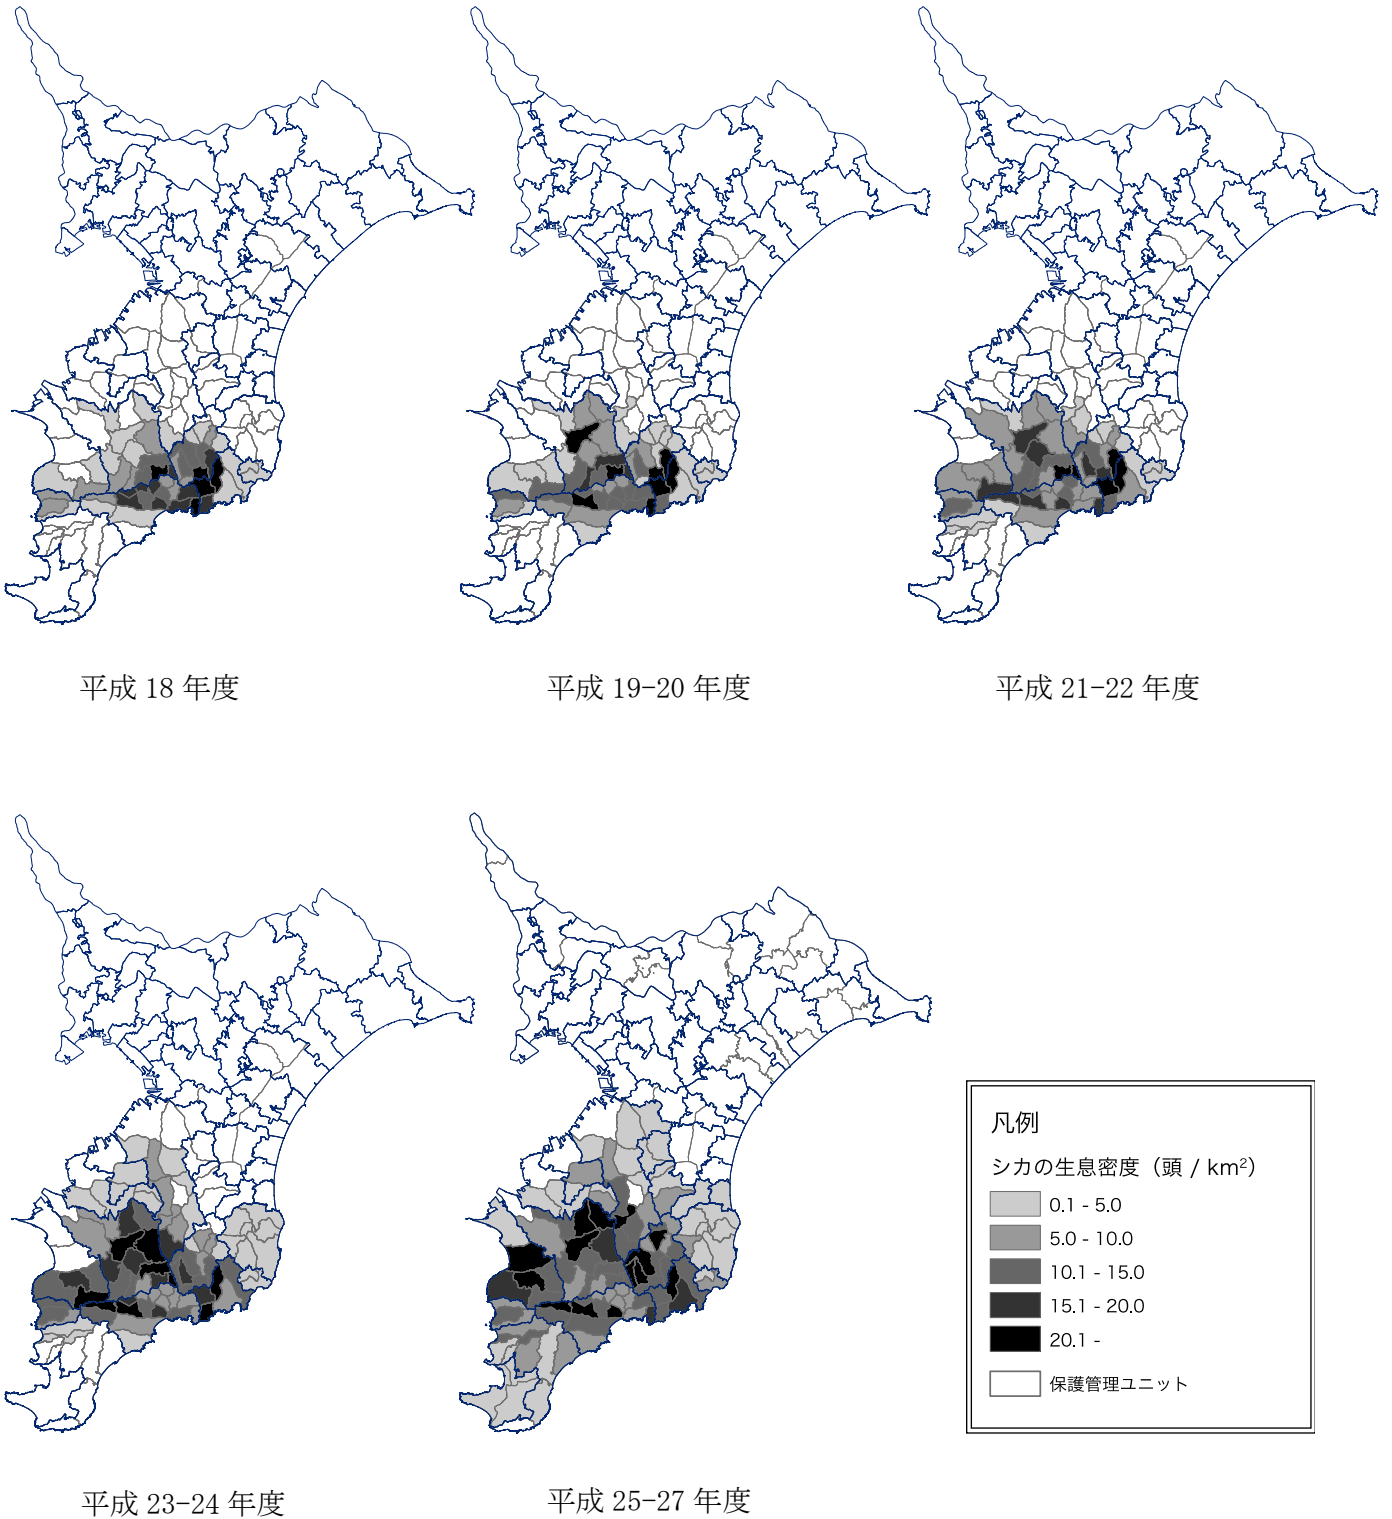 平成 18 年度
平成 19-20 年度
平成 21-22 年度
平成 23-24 年度
平成 25-27 年度
凡例
シカの生息密度（頭 / km²）
0.1 - 5.0
5.0 - 10.0
10.1 - 15.0
15.1 - 20.0
20.1 -
保護管理ユニット